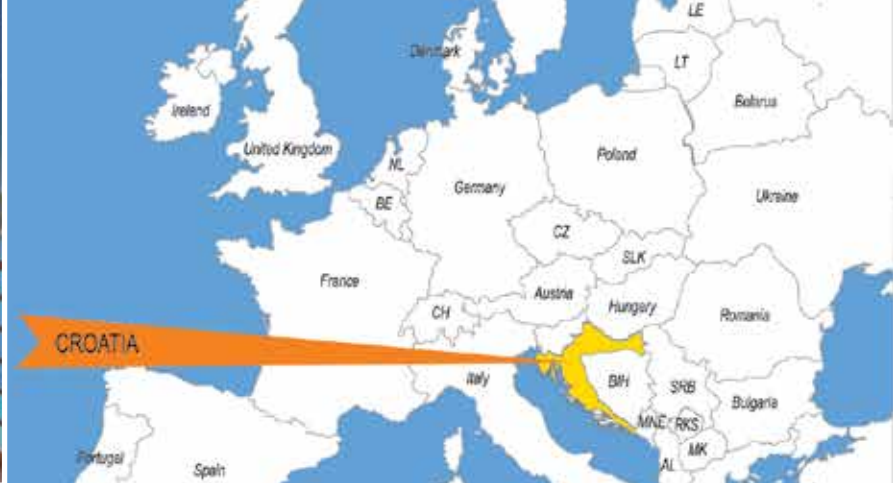 LE
Denmark
LT
Ireland
Belarus
United Kingdom
NL
Poland
Germany
Ukraine
BE
CZ
SLK
France
Austria
CH
Hungary
Romania
CROATIA
Italy
BIH
SRB
Bulgaria
MNE
RKS
MK
Portugal
Spain
AL